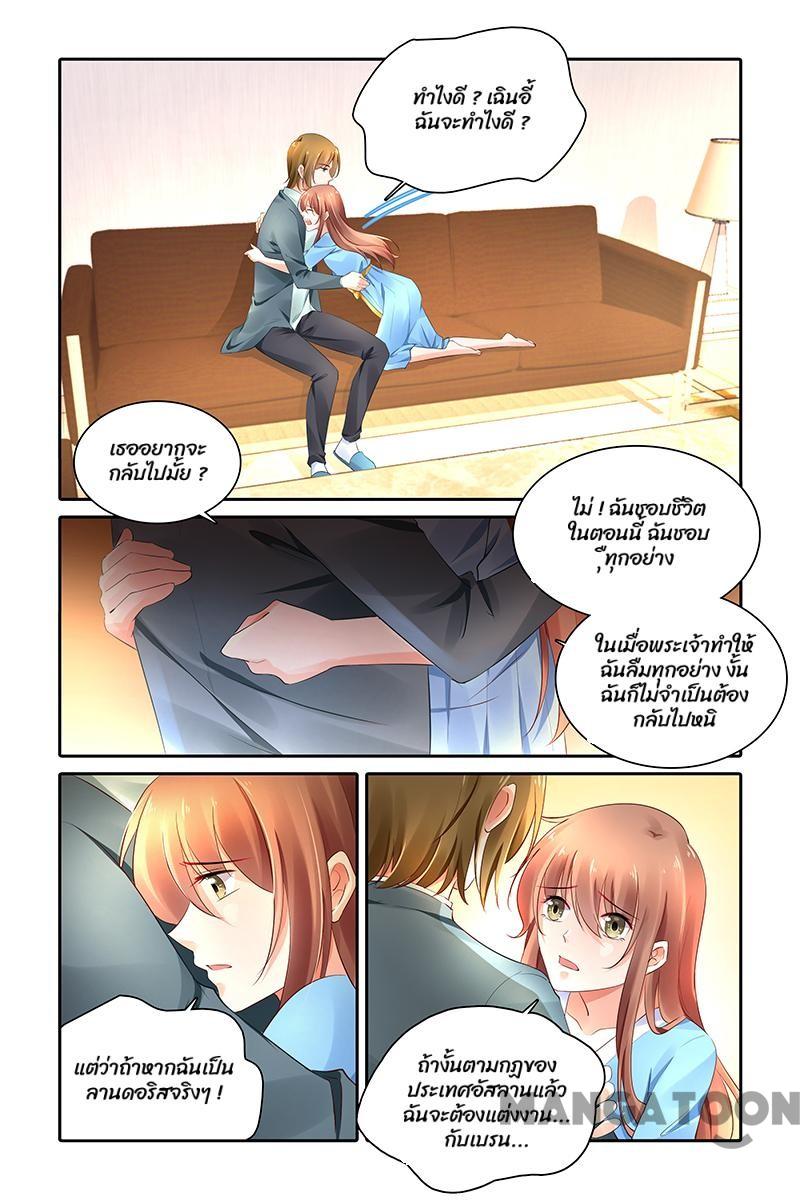 ทำไงดี ? เฉินอี้
ฉันจะทำไงดี ?
เธออยากจะ
กลับไปมั้ย ?
ไม่ ! ฉันชอบชีวิต
ในตอนนี้ ฉันชอบ
ทุกอย่าง
ในเมื่อพระเจ้าทำให้
ฉันลืมทุกอย่าง งั้น
ฉันก็ไม่จำเป็นต้อง
กลับไปหนิ
แต่ว่าถ้าหากฉันเป็น
ลานดอริสจริงๆ !
ถ้างั้นตามกฎของ
ประเทศอัสลานแล้ว
ฉันจะต้องแต่งงาน...
กับเบรน...
MANGATOON